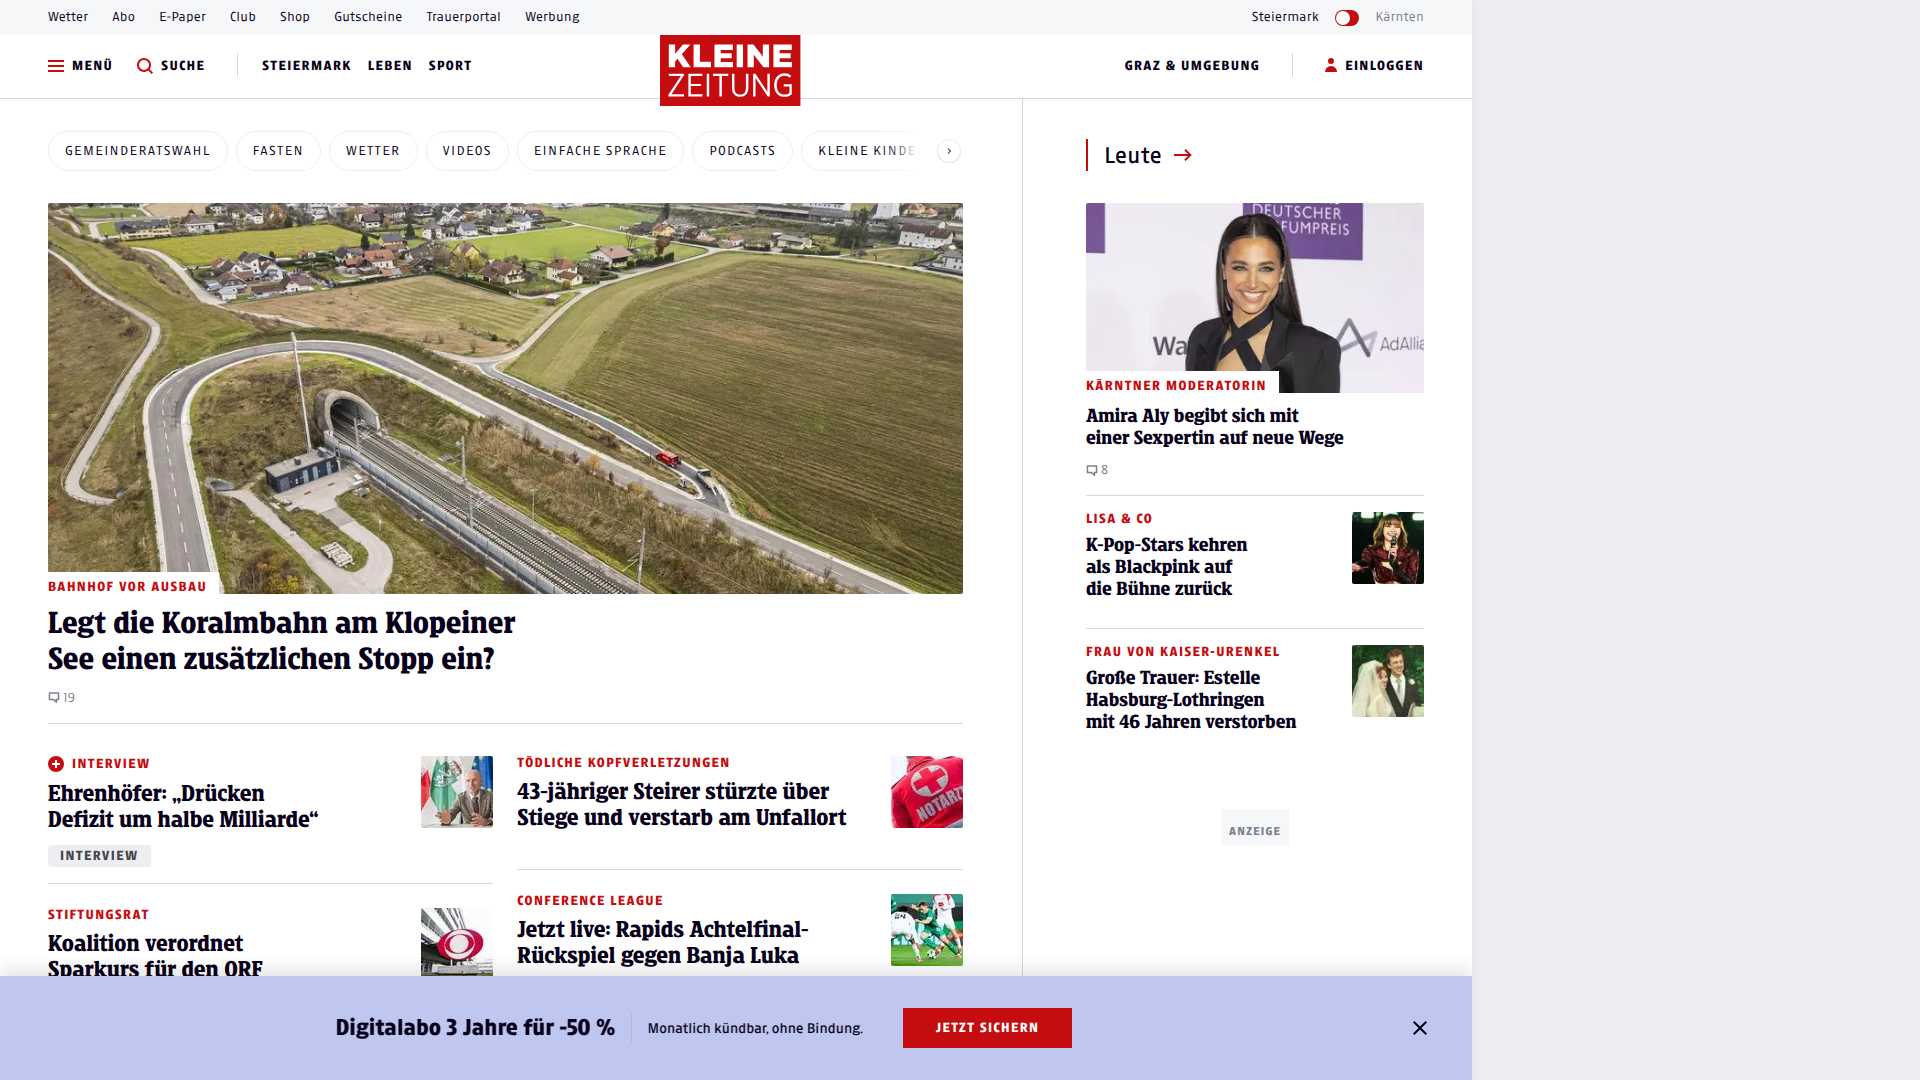 Wetter Abo E-Paper Club Shop Gutscheine Trauerportal Werbung Steiermark Kärnten
MENÜ SUCHE STEIERMARK LEBEN SPORT
KLEINE
ZEITUNG
GRAZ & UMGEBUNG EINLOGGEN
GEMEINDERATSWAHL FASTEN WETTER VIDEOS EINFACHE SPRACHE PODCASTS KLEINE KINDE
BAHNHOF VOR AUSBAU
Legt die Koralmbahn am Klopeiner
See einen zusätzlichen Stopp ein?
19
INTERVIEW
Ehrenhöfer: „Drücken
Defizit um halbe Milliarde“
INTERVIEW
STIFTUNGSRAT
Koalition verordnet
Sparkurs für den ORF
TÖDLICHE KOPFVERLETZUNGEN
43-jähriger Steirer stürzte über
Stiege und verstarb am Unfallort
NOTARZT
CONFERENCE LEAGUE
Jetzt live: Rapids Achtelfinal-
Rückspiel gegen Banja Luka
Leute
DEUTSCHER
AdAllia
KÄRNTNER MODERATORIN
Amira Aly begibt sich mit
einer Sexpertin auf neue Wege
8
LISA & CO
K-Pop-Stars kehren
als Blackpink auf
die Bühne zurück
FRAU VON KAISER-URENKEL
Große Trauer: Estelle
Habsburg-Lothringen
mit 46 Jahren verstorben
ANZEIGE
Digitalabo 3 Jahre für -50 %
Monatlich kündbar, ohne Bindung.
JETZT SICHERN